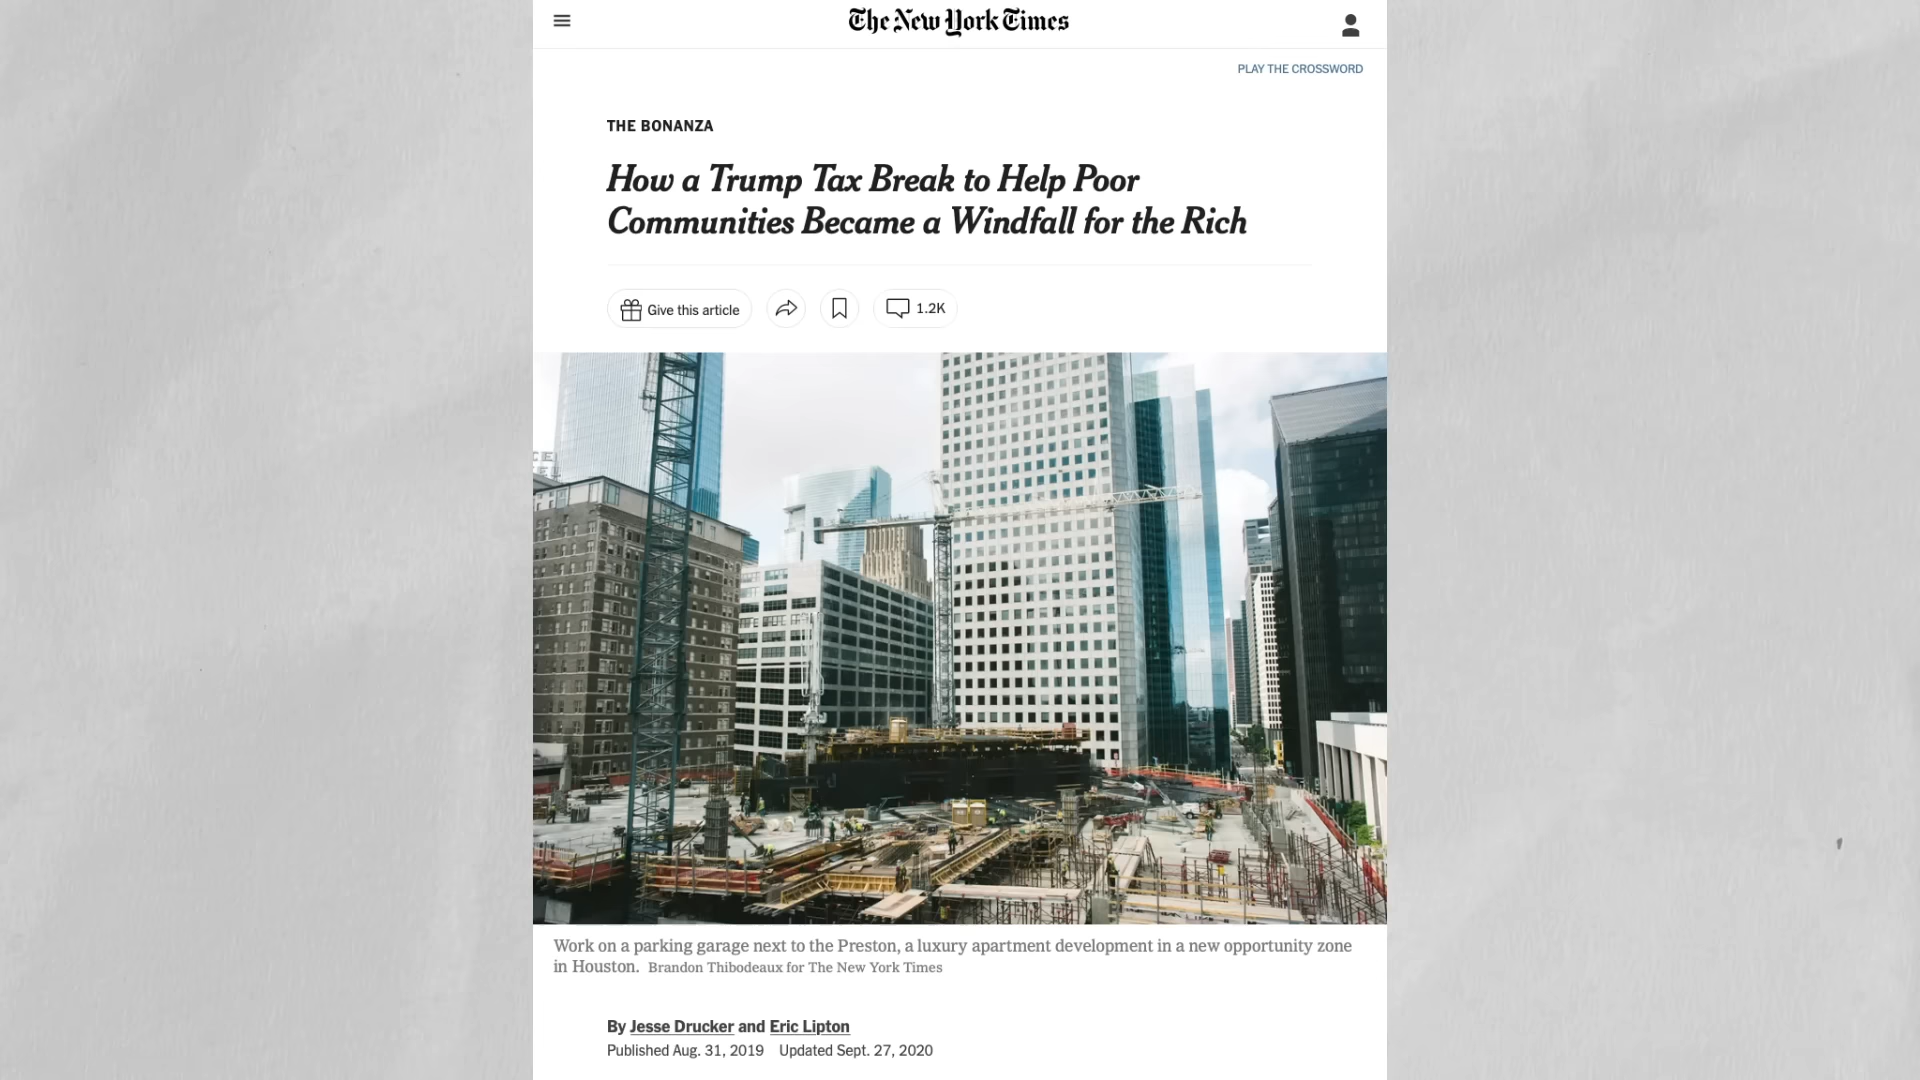 The New York Times
PLAY THE CROSSWORD
THE BONANZA
How a Trump Tax Break to Help Poor
Communities Became a Windfall for the Rich
Give this article
1.2K
Work on a parking garage next to the Preston, a luxury apartment development in a new opportunity zone
in Houston. Brandon Thibodeaux for The New York Times
By Jesse Drucker and Eric Lipton
Published Aug. 31, 2019 Updated Sept. 27, 2020